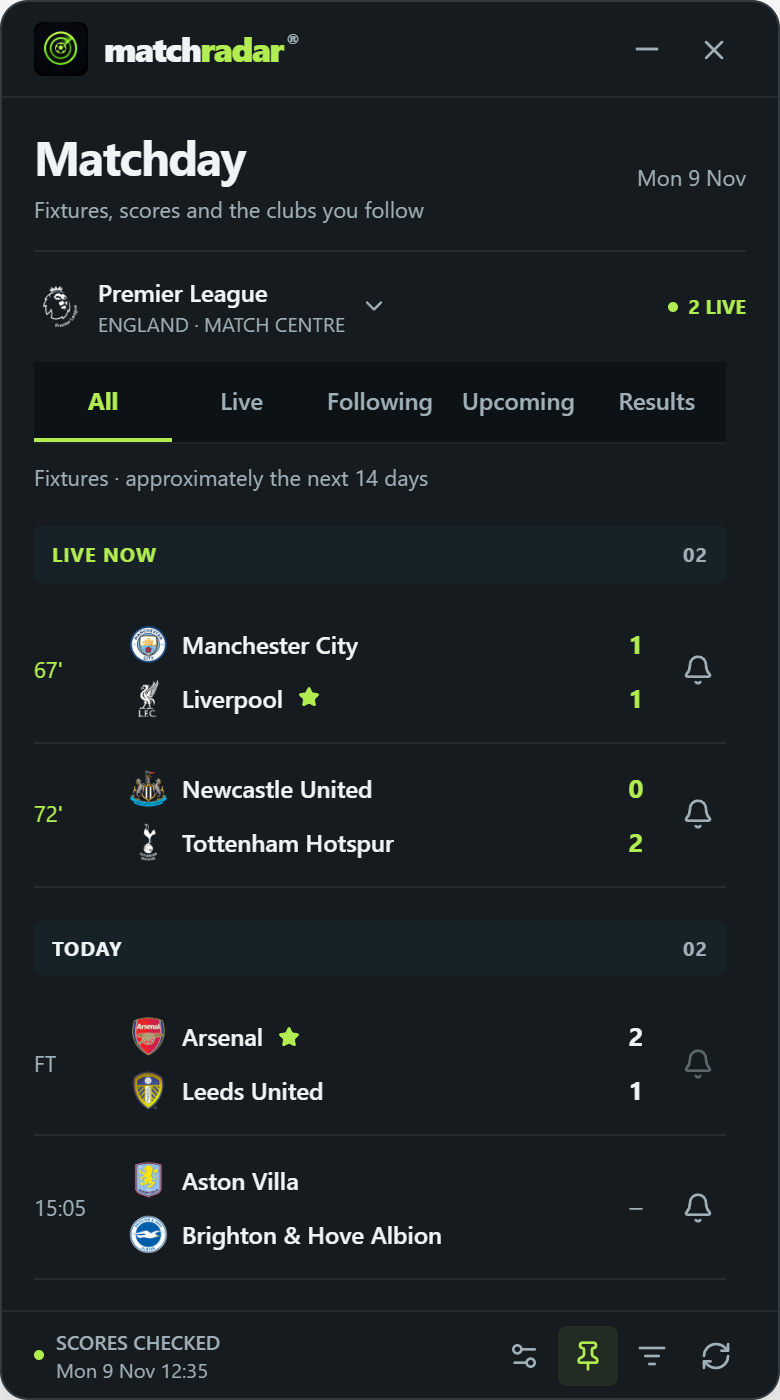 matchradar®
Matchday
Mon 9 Nov
Fixtures, scores and the clubs you follow
Premier League
ENGLAND · MATCH CENTRE
2 LIVE
All Live Following Upcoming Results
Fixtures · approximately the next 14 days
LIVE NOW 02
67'
Manchester City 1
Liverpool 1
72'
Newcastle United 0
Tottenham Hotspur 2
TODAY 02
FT
Arsenal 2
Leeds United 1
15:05
Aston Villa
–
Brighton & Hove Albion
SCORES CHECKED
Mon 9 Nov 12:35